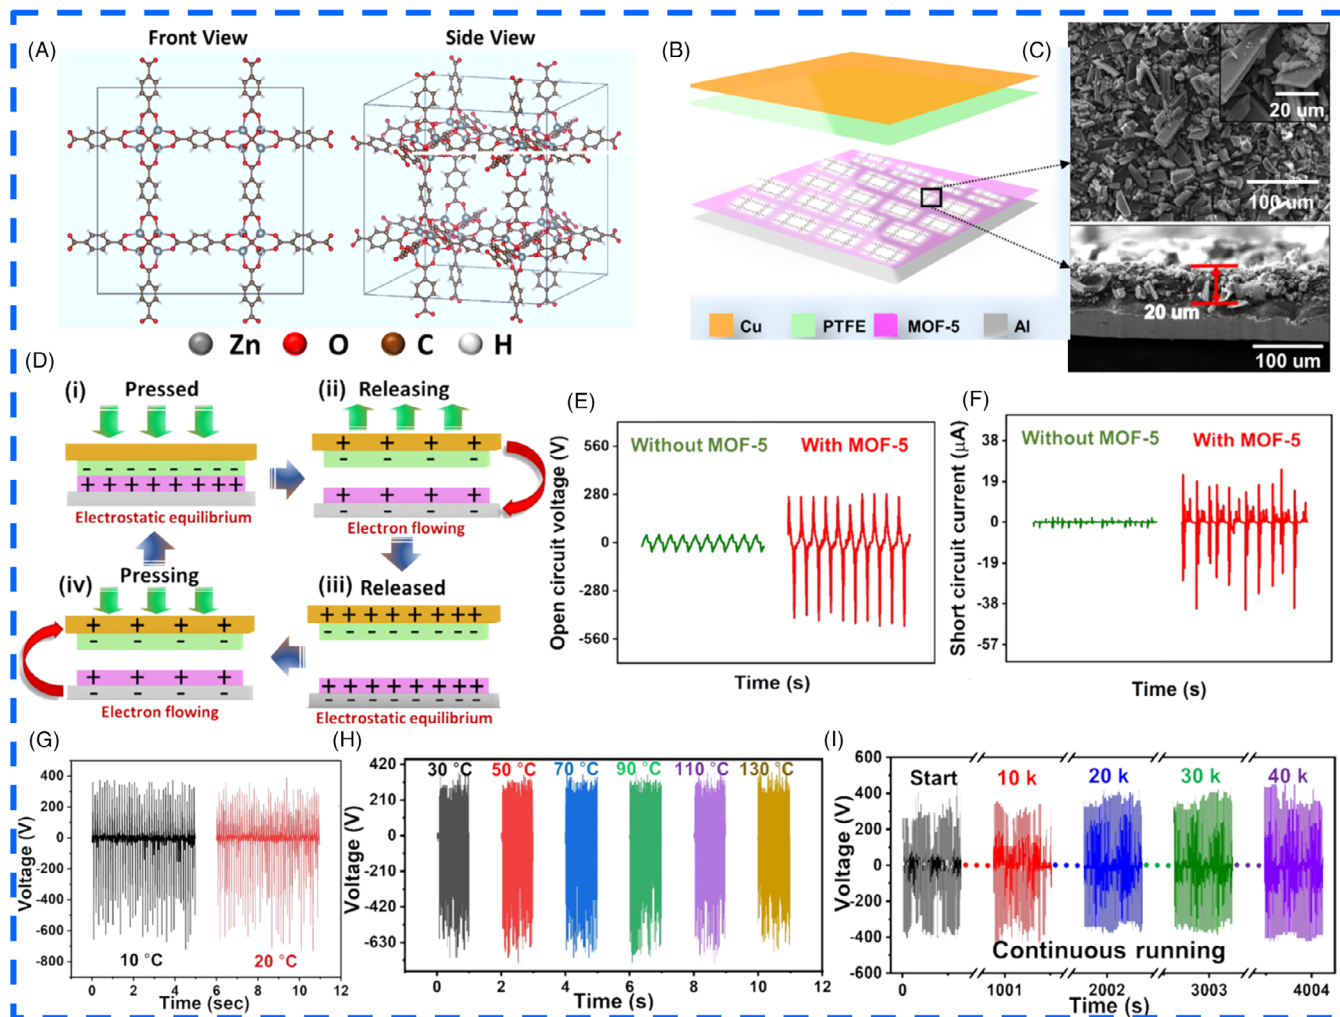 (A)
Front View
Side View
Zn
O
C
H
(B)
Cu
PTFE
MOF-5
Al
(C)
20 um
100 um
20 um
100 um
(D)
(i)
Pressed
Electrostatic equilibrium
(ii)
Releasing
Electron flowing
(iv)
Pressing
Electron flowing
(iii)
Released
Electrostatic equilibrium
(E)
Open circuit voltage (V)
560
280
0
-280
-560
Without MOF-5
With MOF-5
Time (s)
(F)
Short circuit current (μA)
38
19
0
-19
-38
-57
Without MOF-5
With MOF-5
Time (s)
(G)
Voltage (V)
400
200
0
-200
-400
-600
-800
10 °C
20 °C
0 2 4 6 8 10 12
Time (sec)
(H)
Voltage (V)
420
210
0
-210
-420
-630
30 °C 50 °C 70 °C 90 °C 110 °C 130 °C
0 2 4 6 8 10 12
Time (s)
(I)
Voltage (V)
600
400
200
0
-200
-400
-600
Start 10 k 20 k 30 k 40 k
Continuous running
0 1001 2002 3003 4004
Time (s)